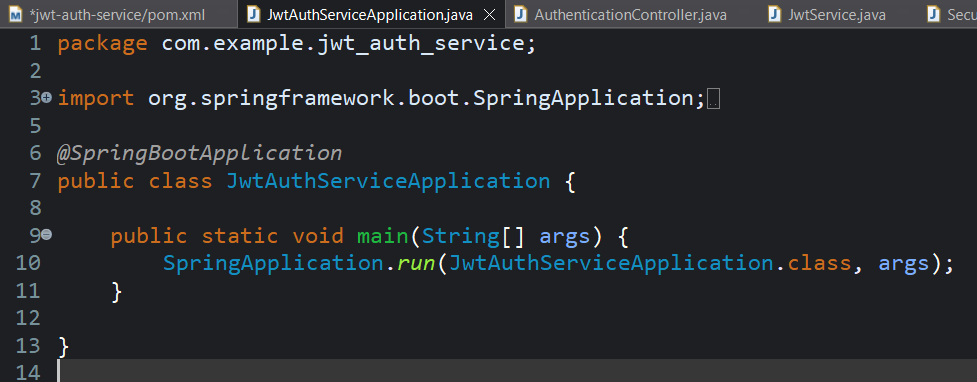 *jwt-auth-service/pom.xml JwtAuthServiceApplication.java AuthenticationController.java JwtService.java Secu
1 package com.example.jwt_auth_service;
2
3 import org.springframework.boot.SpringApplication;
5
6 @SpringBootApplication
7 public class JwtAuthServiceApplication {
8
9 public static void main(String[] args) {
10 SpringApplication.run(JwtAuthServiceApplication.class, args);
11 }
12
13 }
14